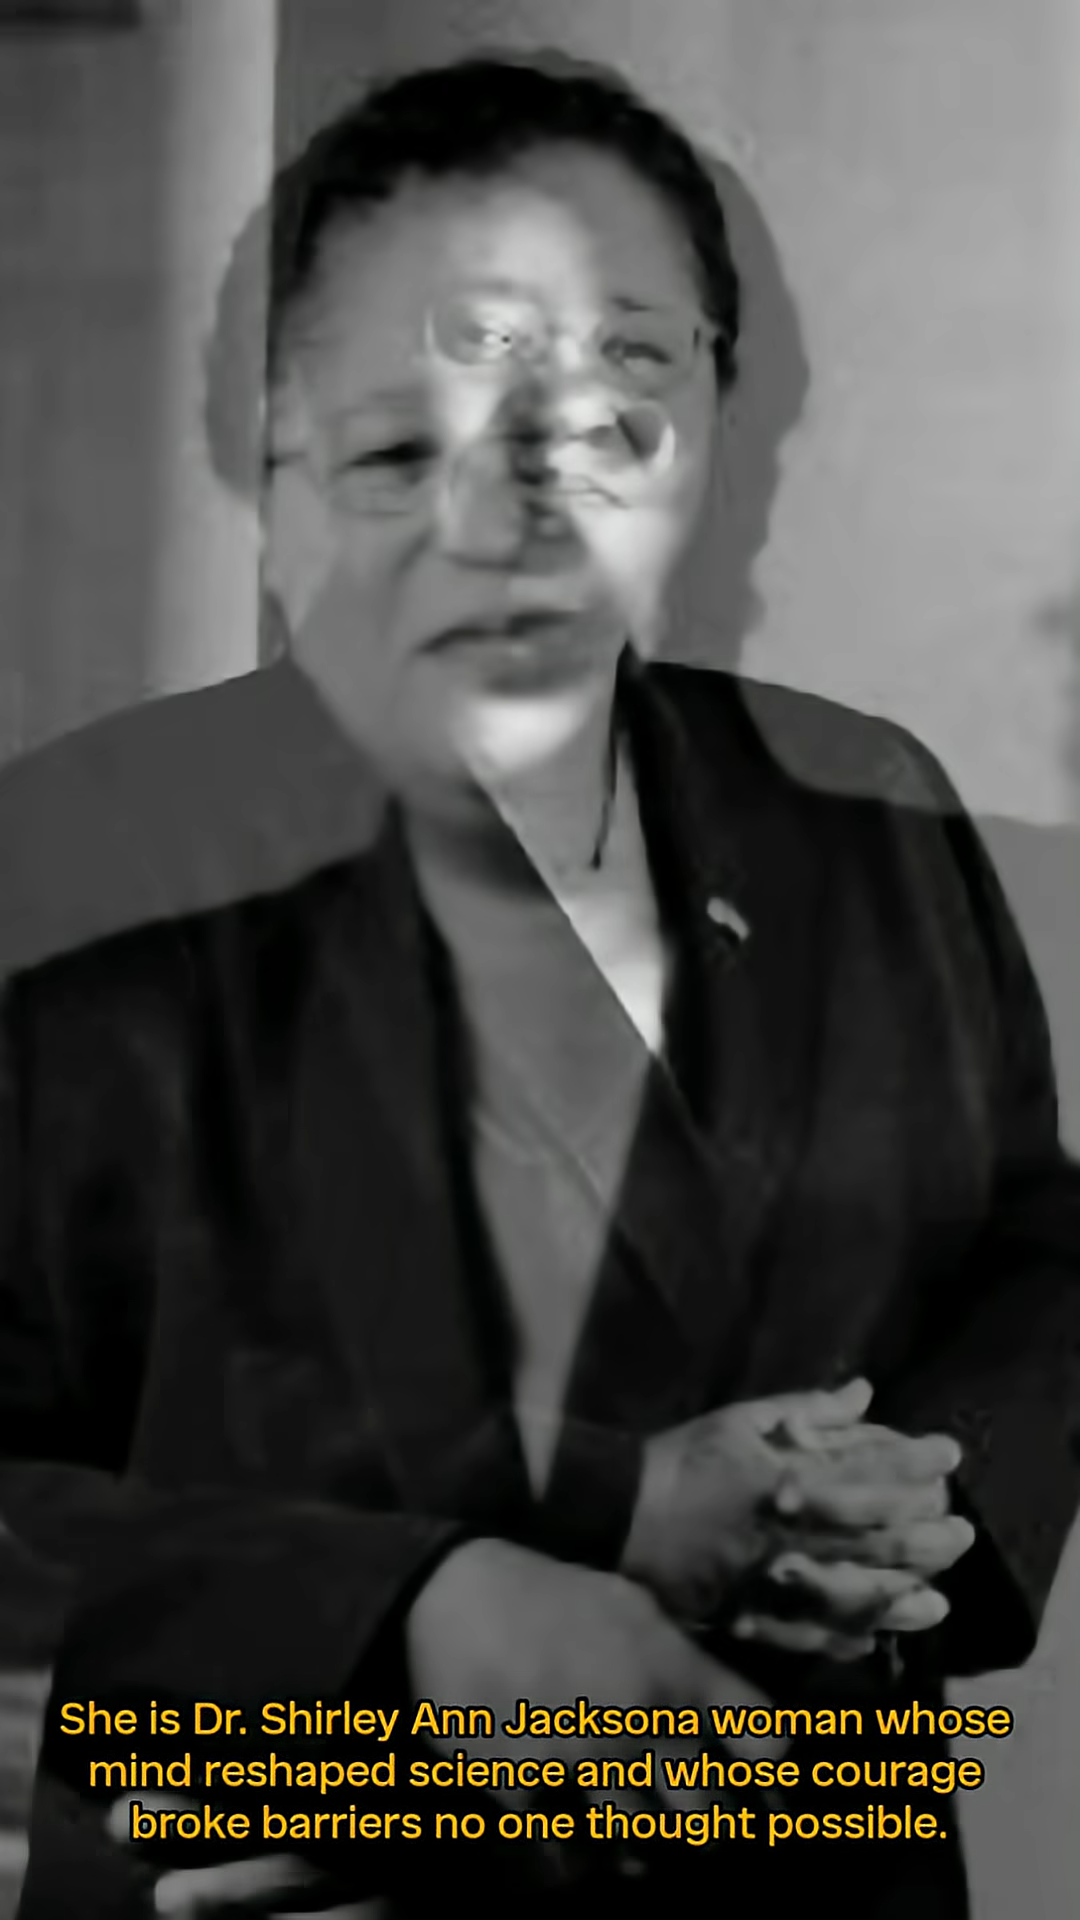 She is Dr. Shirley Ann Jacksona woman whose
mind reshaped science and whose courage
broke barriers no one thought possible.